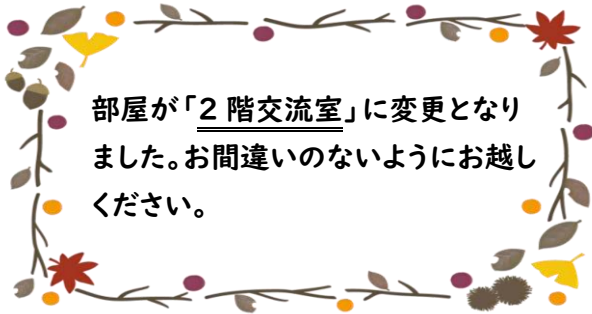 部屋が「2階交流室」に変更となり
ました。お間違いのないようにお越し
ください。